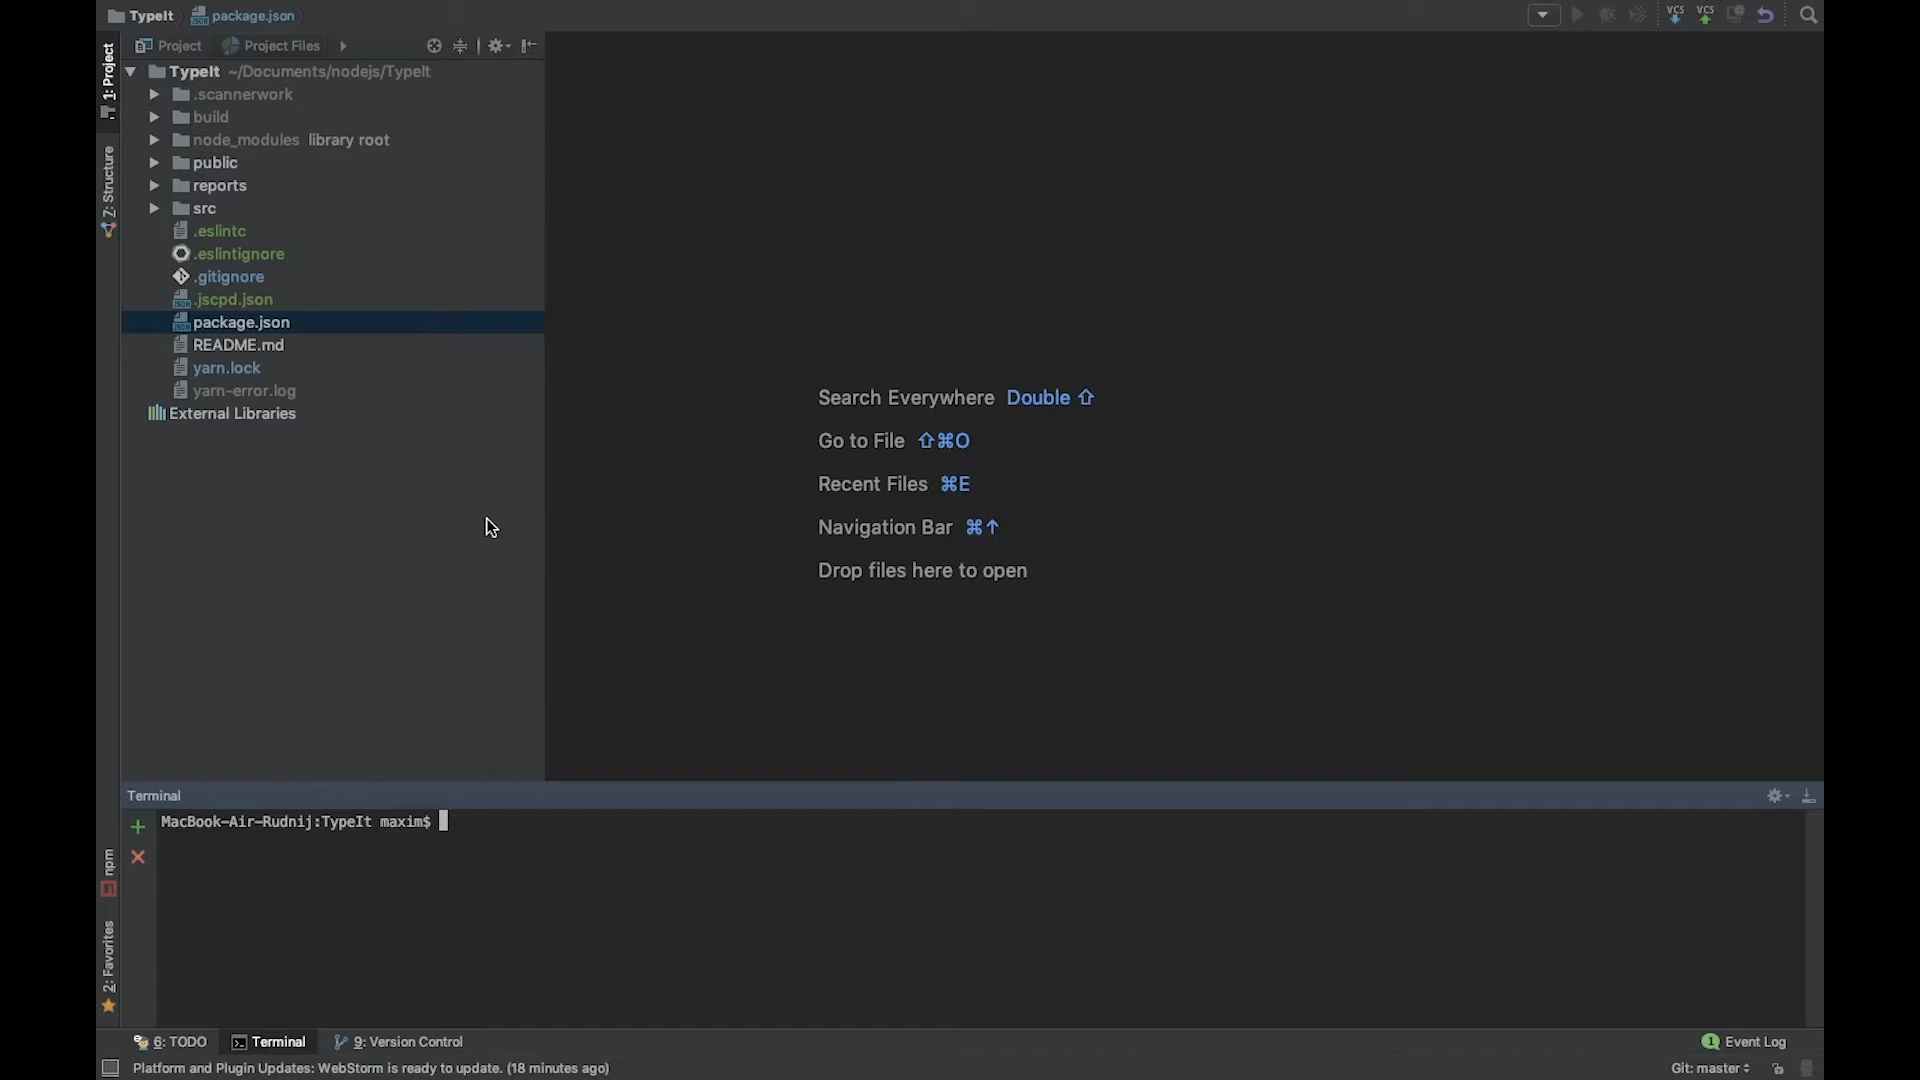 TypeIt package.json
VCS VCS
1: Project
Project Project Files
TypeIt ~/Documents/nodejs/TypeIt
.scannerwork
build
node_modules library root
public
reports
src
.eslintc
.eslintignore
.gitignore
.jscpd.json
package.json
README.md
yarn.lock
yarn-error.log
External Libraries
Z: Structure
Search Everywhere Double ⇧
Go to File ⇧⌘O
Recent Files ⌘E
Navigation Bar ⌘↑
Drop files here to open
Terminal
MacBook-Air-Rudnij:TypeIt maxim$
npm
2: Favorites
6: TODO Terminal 9: Version Control
1 Event Log
Platform and Plugin Updates: WebStorm is ready to update. (18 minutes ago)
Git: master